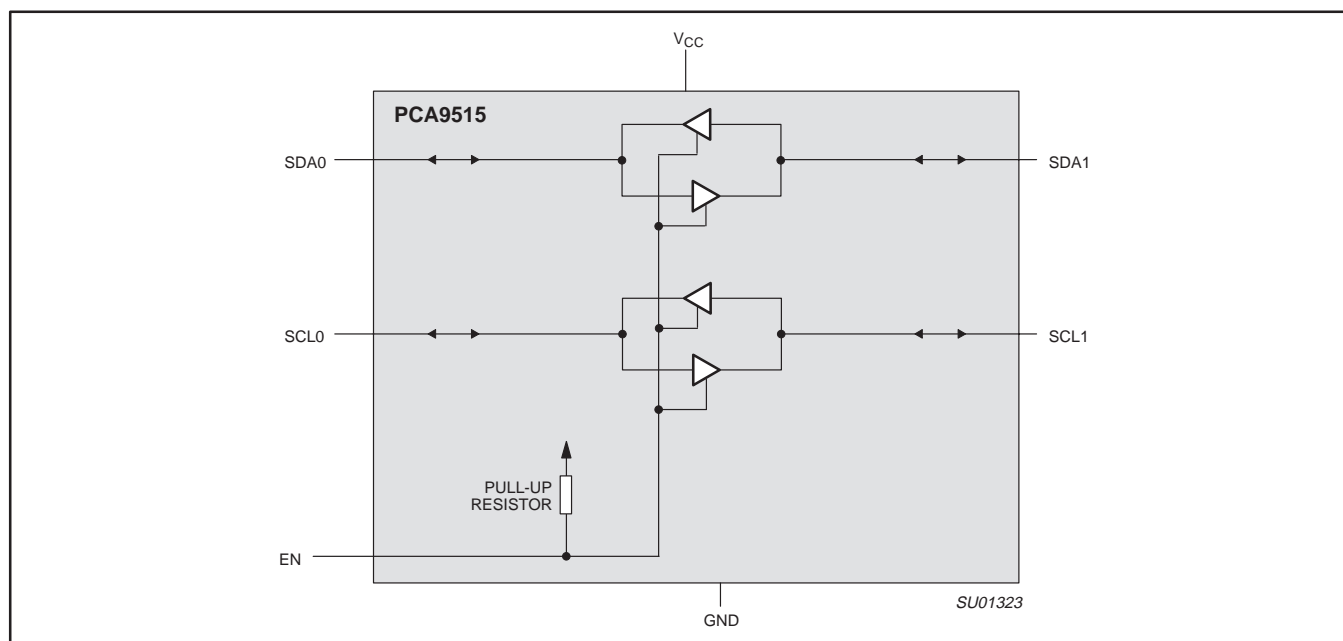 VCC
PCA9515
SDA0
SDA1
SCL0
SCL1
PULL-UP
RESISTOR
EN
SU01323
GND